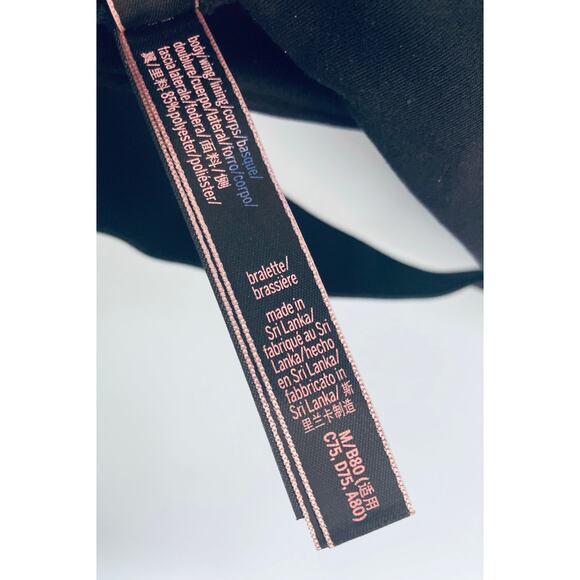 body/wing/lining/corps/basque/
doublure/cuerpo/lateral/forro/corpo/
fascia laterale/fodera/面料/侧
翼/里料 85% polyester/poliéster/
bralette/
brassière
made in
Sri Lanka/
fabriqué au Sri
Lanka/hecho
en Sri Lanka/
fabbricato in
Sri Lanka/ 斯
里兰卡制造
M/B80 (适用
C75, D75, A80)